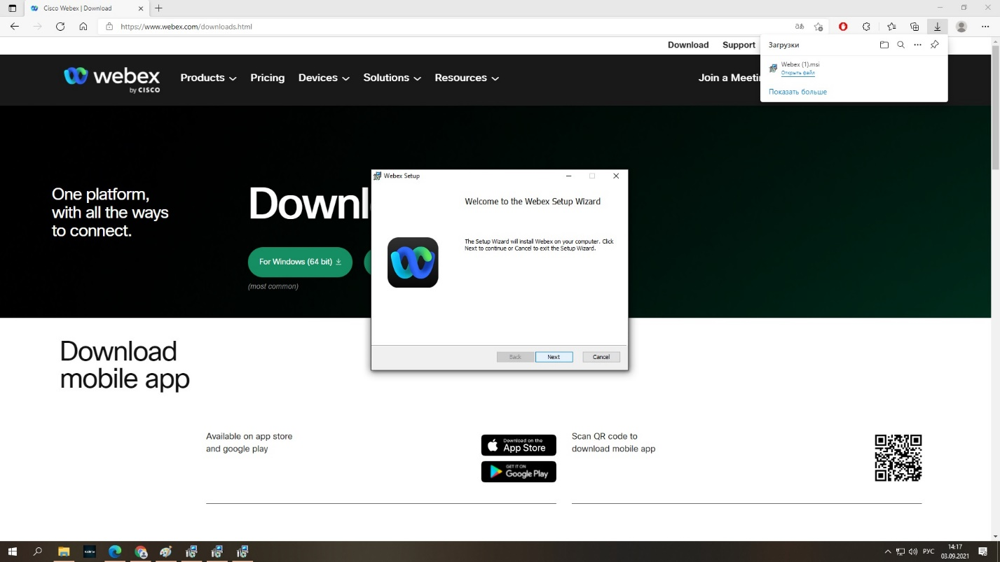 Cisco Webex | Download
https://www.webex.com/downloads.html
Download
Support
Загрузки
Webex (1).msi
Открыть файл
Показать больше
webex
by CISCO
Products
Pricing
Devices
Solutions
Resources
One platform,
with all the ways
to connect.
For Windows (64 bit)
(most common)
Webex Setup
Welcome to the Webex Setup Wizard
The Setup Wizard will install Webex on your computer. Click
Next to continue or Cancel to exit the Setup Wizard.
Back
Next
Cancel
Join a
Download
mobile app
Available on app store
and google play
Download on the
App Store
GET IT ON
Google Play
Scan QR code to
download mobile app
РУС
14:17
03.09.2021